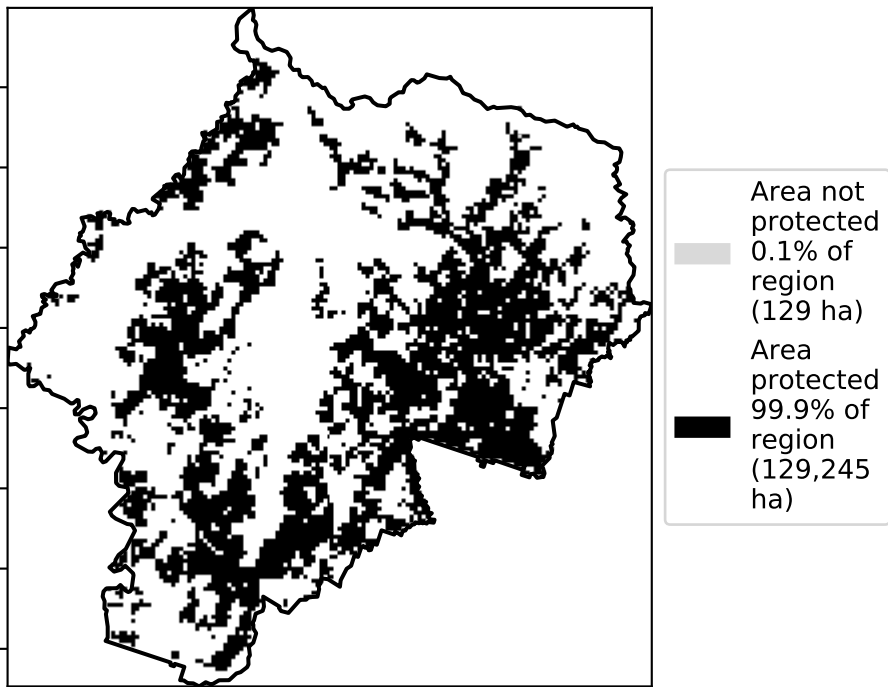 Area not
protected
0.1% of
region
(129 ha)
Area
protected
99.9% of
region
(129,245
ha)